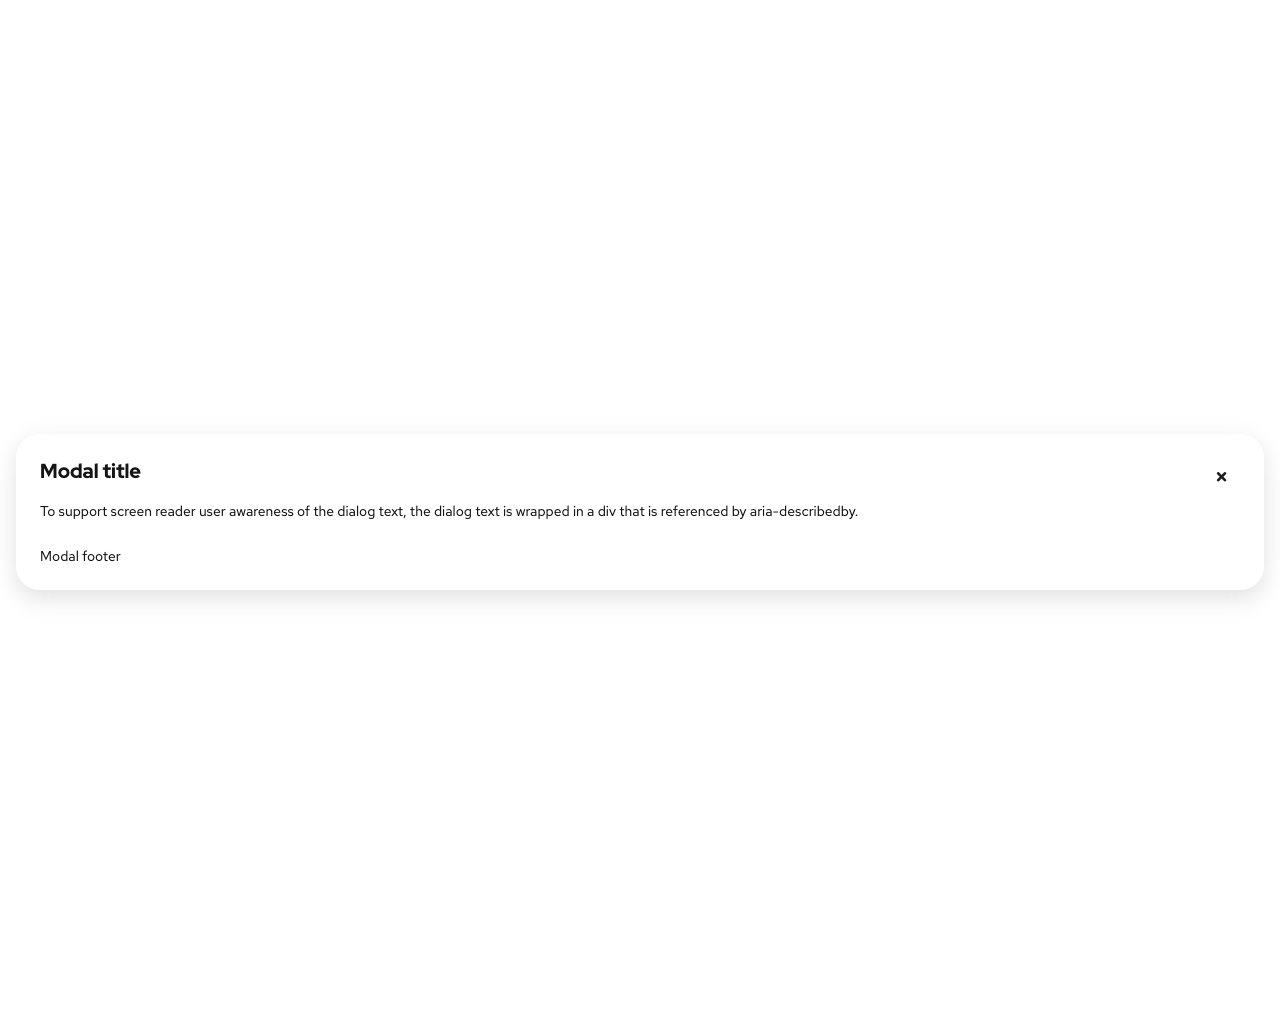 Modal title
To support screen reader user awareness of the dialog text, the dialog text is wrapped in a div that is referenced by aria-describedby.
Modal footer